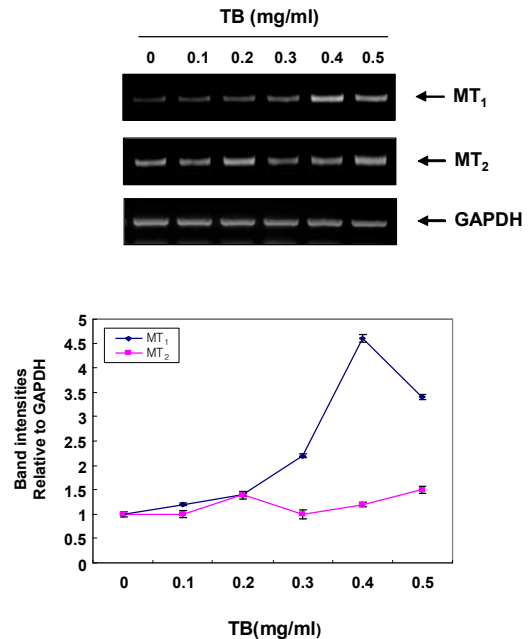 TB (mg/ml)
0 0.1 0.2 0.3 0.4 0.5
MT1
MT2
GAPDH
MT1
MT2
Band intensities
Relative to GAPDH
5
4.5
4
3.5
3
2.5
2
1.5
1
0.5
0
0 0.1 0.2 0.3 0.4 0.5
TB(mg/ml)